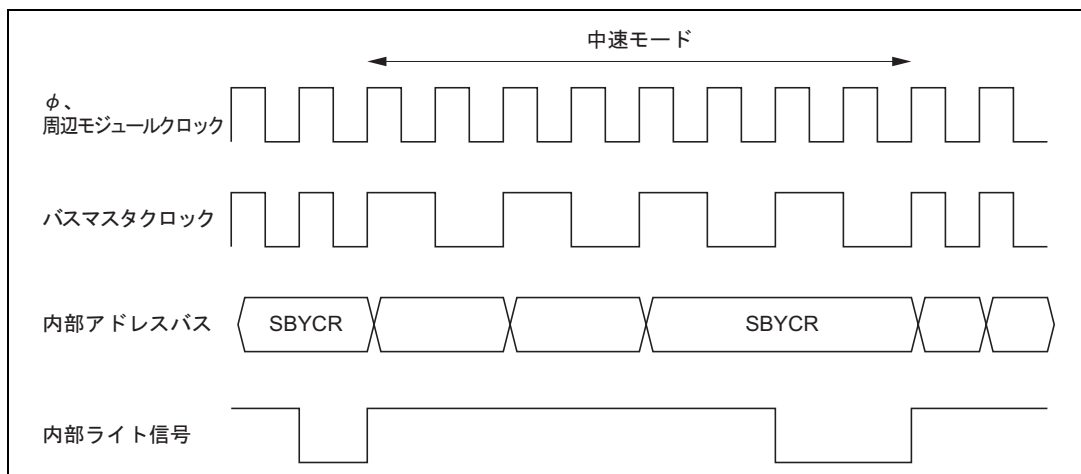 中速モード
φ、
周辺モジュールクロック
バスマスタクロック
内部アドレスバス
SBYCR
SBYCR
内部ライト信号